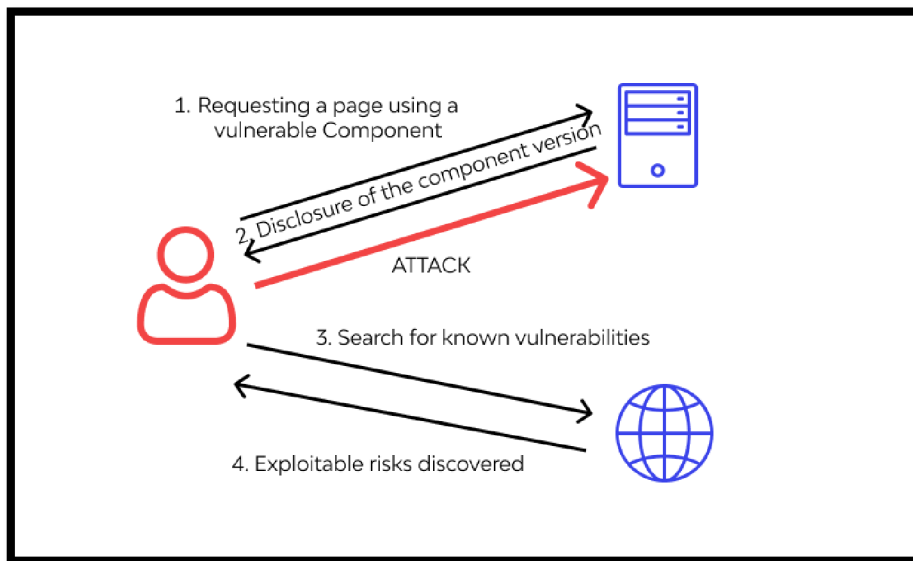 1. Requesting a page using a
vulnerable Component
2. Disclosure of the component version
ATTACK
3. Search for known vulnerabilities
4. Exploitable risks discovered